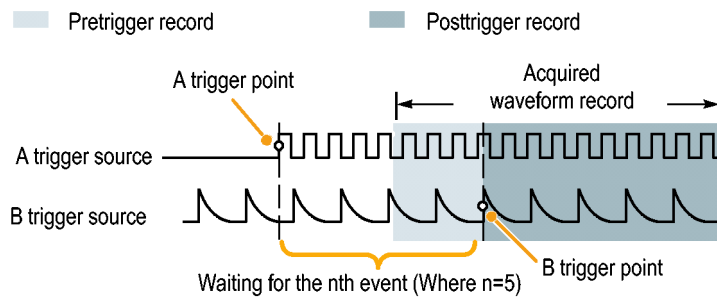 Pretrigger record
Posttrigger record
A trigger point
Acquired
waveform record
A trigger source
B trigger source
B trigger point
Waiting for the nth event (Where n=5)